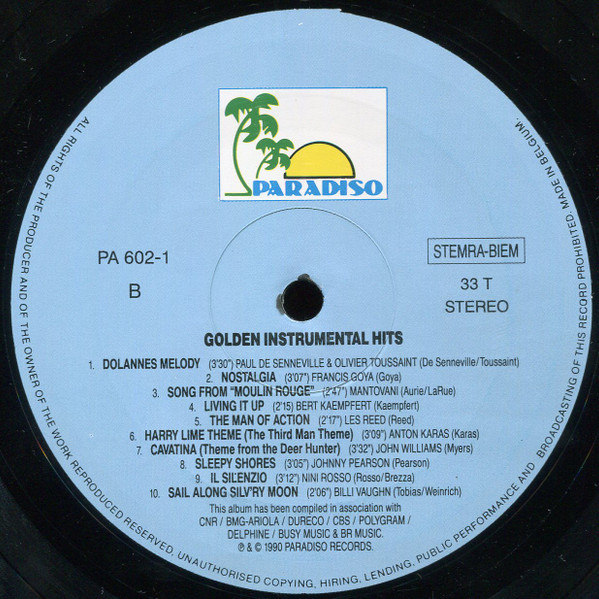 PARADISO
PA 602-1
B
STEMRA-BIEM
33 T
STEREO
GOLDEN INSTRUMENTAL HITS
1. DOLANNES MELODY (3'30") PAUL DE SENNEVILLE & OLIVIER TOUSSAINT (De Senneville/Toussaint)
2. NOSTALGIA (3'07") FRANCIS GOYA (Goya)
3. SONG FROM "MOULIN ROUGE" (2'47") MANTOVANI (Aurie/LaRue)
4. LIVING IT UP (2'15) BERT KAEMPFERT (Kaempfert)
5. THE MAN OF ACTION (2'17") LES REED (Reed)
6. HARRY LIME THEME (The Third Man Theme) (3'09") ANTON KARAS (Karas)
7. CAVATINA (Theme from the Deer Hunter) (3'32") JOHN WILLIAMS (Myers)
8. SLEEPY SHORES (3'05") JOHNNY PEARSON (Pearson)
9. IL SILENZIO (3'12") NINI ROSSO (Rosso/Brezza)
10. SAIL ALONG SILV'RY MOON (2'06") BILLI VAUGHN (Tobias/Weinrich)
This album has been compiled in association with
CNR / BMG-ARIOLA / DURECO / CBS / POLYGRAM /
DELPHINE / BUSY MUSIC & BR MUSIC.
℗ & © 1990 PARADISO RECORDS.
ALL RIGHTS OF THE PRODUCER AND OF THE OWNER OF THE WORK REPRODUCED RESERVED, UNAUTHORISED COPYING, HIRING, LENDING, PUBLIC PERFORMANCE AND BROADCASTING OF THIS RECORD PROHIBITED. MADE IN BELGIUM.